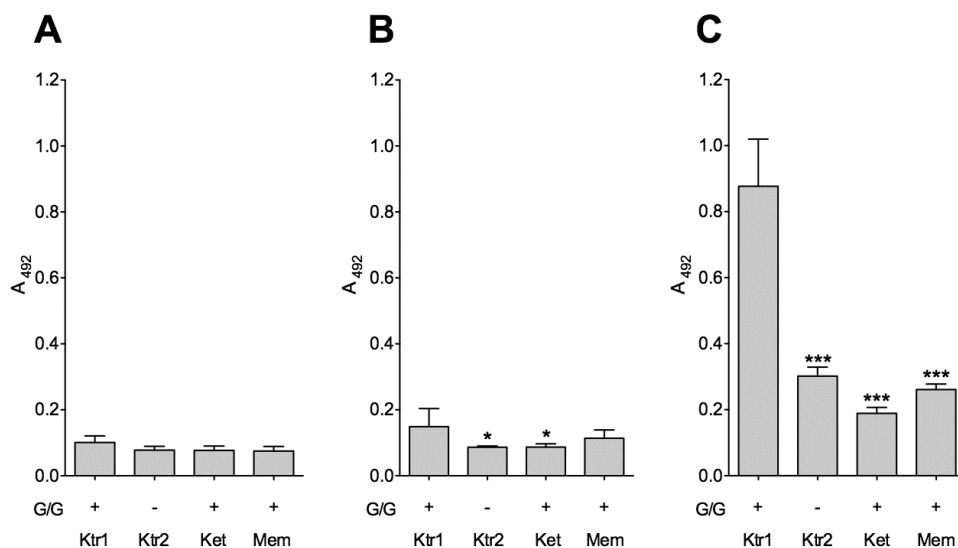 A B C
1.2 1.2 1.2
1.0 1.0 1.0
0.8 0.8 0.8
0.6 0.6 0.6
A492 A492 A492
0.4 0.4 0.4
*** *** ***
0.2 0.2 0.2
* *
0.0 0.0 0.0
G/G + - + + G/G + - + + G/G + - + +
Ktr1 Ktr2 Ket Mem Ktr1 Ktr2 Ket Mem Ktr1 Ktr2 Ket Mem